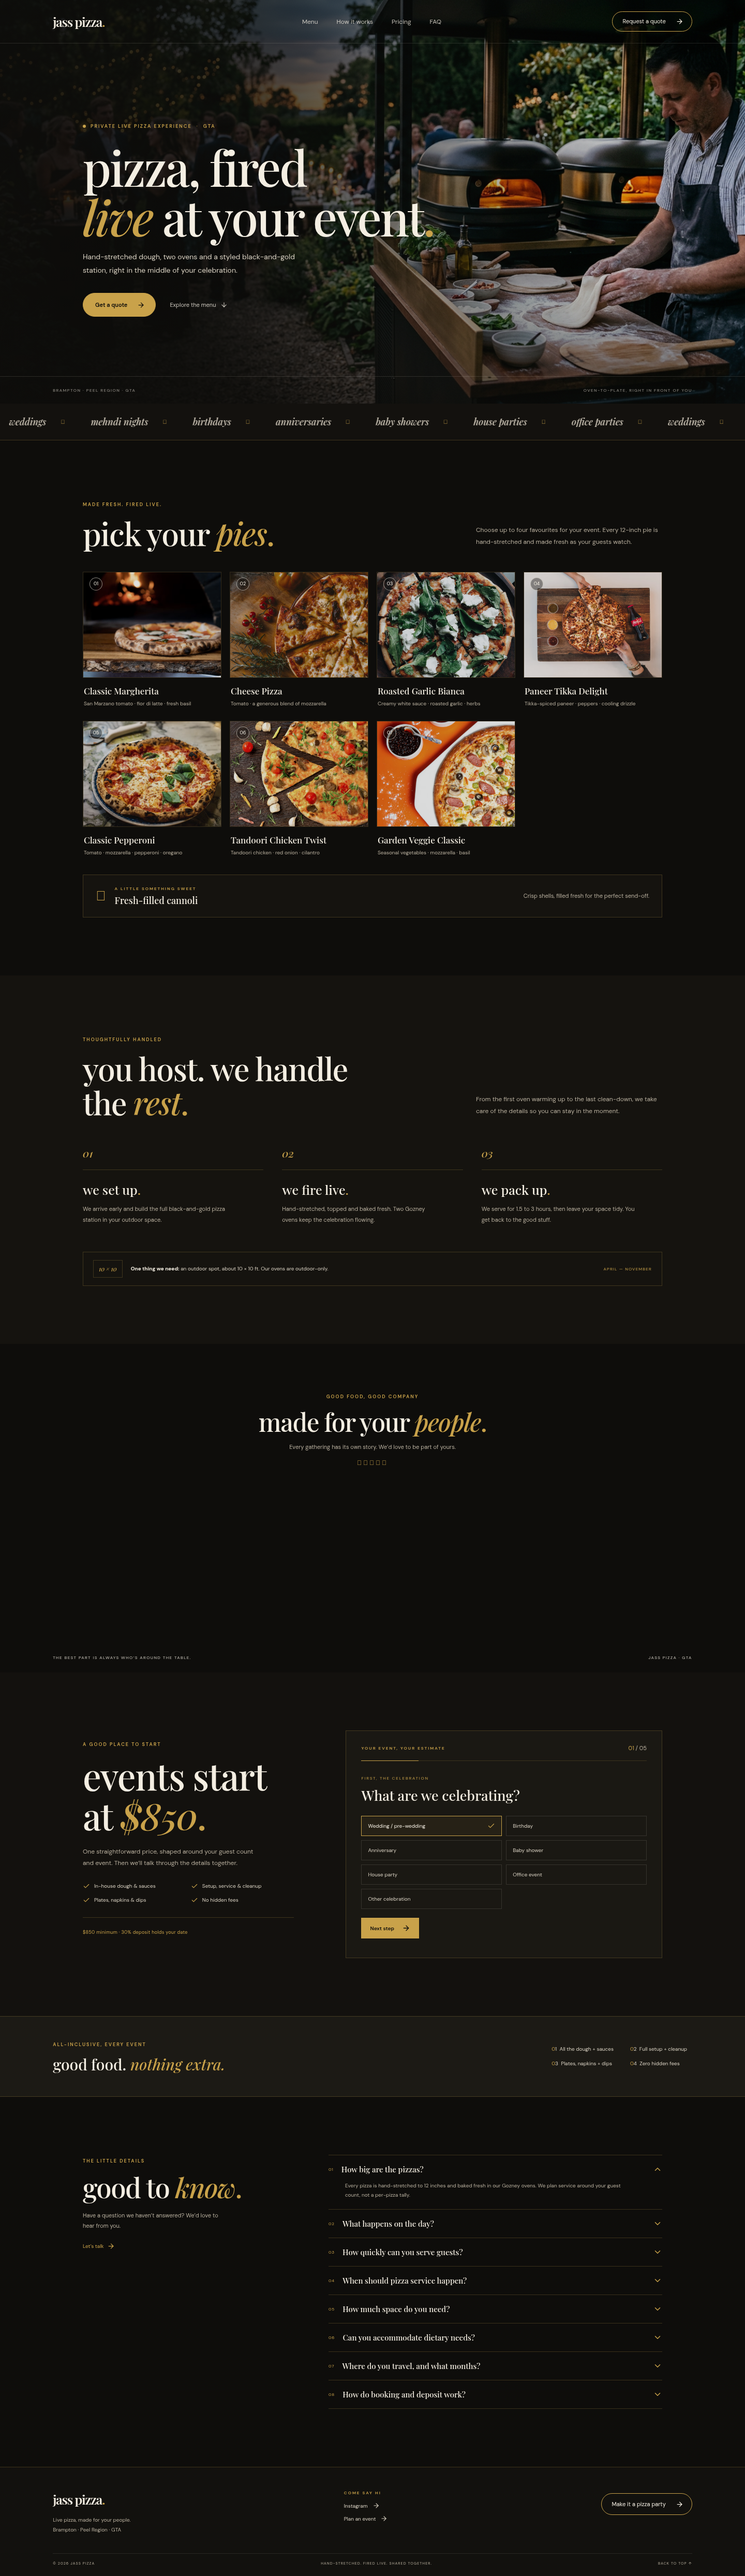 jass pizza.
Menu
How it works
Pricing
FAQ
Request a quote
PRIVATE LIVE PIZZA EXPERIENCE · GTA
pizza, fired
live at your event.
Hand-stretched dough, two ovens and a styled black-and-gold
station, right in the middle of your celebration.
Get a quote
Explore the menu
BRAMPTON · PEEL REGION · GTA
OVEN-TO-PLATE, RIGHT IN FRONT OF YOU
weddings
mehndi nights
birthdays
anniversaries
baby showers
house parties
office parties
weddings
MADE FRESH. FIRED LIVE.
pick your pies.
Choose up to four favourites for your event. Every 12-inch pie is
hand-stretched and made fresh as your guests watch.
01
02
03
04
Classic Margherita
San Marzano tomato · fior di latte · fresh basil
Cheese Pizza
Tomato · a generous blend of mozzarella
Roasted Garlic Bianca
Creamy white sauce · roasted garlic · herbs
Paneer Tikka Delight
Tikka-spiced paneer · peppers · cooling drizzle
05
06
07
Classic Pepperoni
Tomato · mozzarella · pepperoni · oregano
Tandoori Chicken Twist
Tandoori chicken · red onion · cilantro
Garden Veggie Classic
Seasonal vegetables · mozzarella · basil
A LITTLE SOMETHING SWEET
Fresh-filled cannoli
Crisp shells, filled fresh for the perfect send-off.
THOUGHTFULLY HANDLED
you host. we handle
the rest.
From the first oven warming up to the last clean-down, we take
care of the details so you can stay in the moment.
01
02
03
we set up.
We arrive early and build the full black-and-gold pizza
station in your outdoor space.
we fire live.
Hand-stretched, topped and baked fresh. Two Gozney
ovens keep the celebration flowing.
we pack up.
We serve for 1.5 to 3 hours, then leave your space tidy. You
get back to the good stuff.
10 × 10
One thing we need: an outdoor spot, about 10 × 10 ft. Our ovens are outdoor-only.
APRIL — NOVEMBER
GOOD FOOD, GOOD COMPANY
made for your people.
Every gathering has its own story. We'd love to be part of yours.
THE BEST PART IS ALWAYS WHO'S AROUND THE TABLE.
JASS PIZZA · GTA
A GOOD PLACE TO START
events start
at $850.
One straightforward price, shaped around your guest count
and event. Then we'll talk through the details together.
In-house dough & sauces
Setup, service & cleanup
Plates, napkins & dips
No hidden fees
$850 minimum · 30% deposit holds your date
YOUR EVENT, YOUR ESTIMATE
01 / 05
FIRST, THE CELEBRATION
What are we celebrating?
Wedding / pre-wedding
Birthday
Anniversary
Baby shower
House party
Office event
Other celebration
Next step
ALL-INCLUSIVE, EVERY EVENT
good food. nothing extra.
01 All the dough + sauces
02 Full setup + cleanup
03 Plates, napkins + dips
04 Zero hidden fees
THE LITTLE DETAILS
good to know.
Have a question we haven't answered? We'd love to
hear from you.
Let's talk
01 How big are the pizzas?
Every pizza is hand-stretched to 12 inches and baked fresh in our Gozney ovens. We plan service around your guest
count, not a per-pizza tally.
02 What happens on the day?
03 How quickly can you serve guests?
04 When should pizza service happen?
05 How much space do you need?
06 Can you accommodate dietary needs?
07 Where do you travel, and what months?
08 How do booking and deposit work?
jass pizza.
Live pizza, made for your people.
Brampton · Peel Region · GTA
COME SAY HI
Instagram
Plan an event
Make it a pizza party
© 2026 JASS PIZZA
HAND-STRETCHED. FIRED LIVE. SHARED TOGETHER.
BACK TO TOP